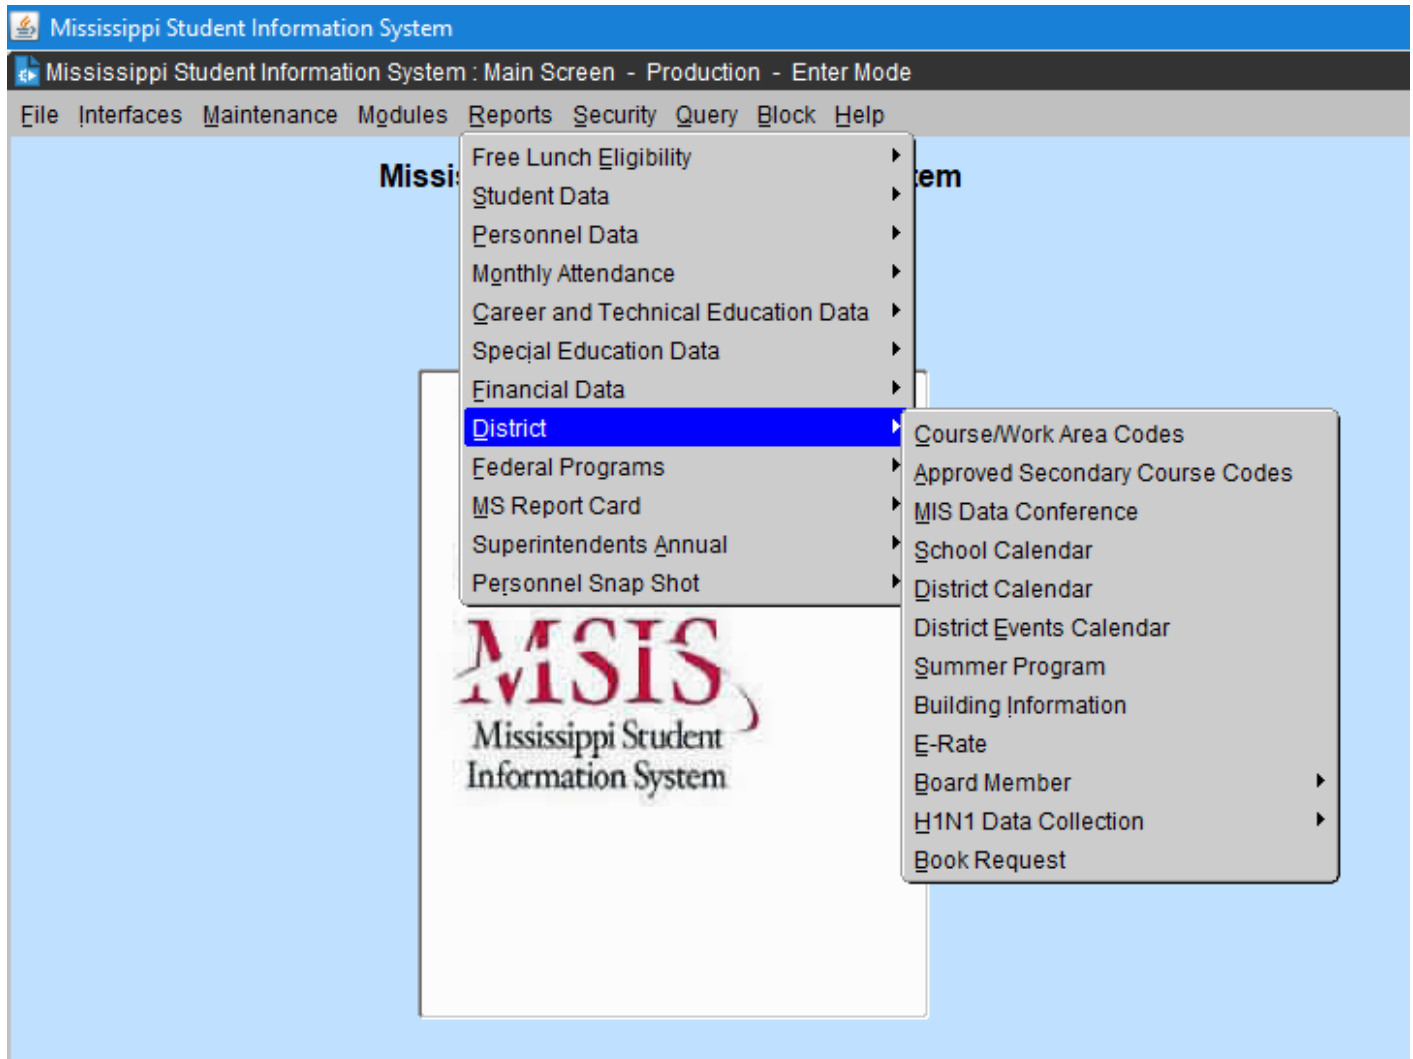 Mississippi Student Information System
Mississippi Student Information System : Main Screen - Production - Enter Mode
File Interfaces Maintenance Modules Reports Security Query Block Help
Free Lunch Eligibility
Student Data
Personnel Data
Monthly Attendance
Career and Technical Education Data
Special Education Data
Financial Data
District
Federal Programs
MS Report Card
Superintendents Annual
Personnel Snap Shot
Course/Work Area Codes
Approved Secondary Course Codes
MIS Data Conference
School Calendar
District Calendar
District Events Calendar
Summer Program
Building Information
E-Rate
Board Member
H1N1 Data Collection
Book Request
MSIS
Mississippi Student
Information System